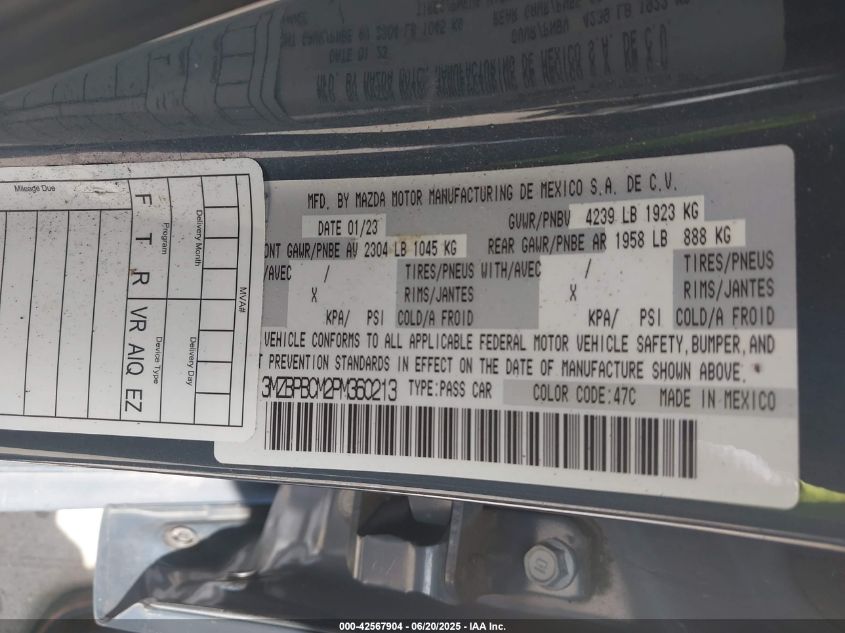 MFD. BY MAZDA MOTOR MANUFACTURING DE MEXICO S.A. DE C.V.
DATE 01/23 GVWR/PNBV 4239 LB 1923 KG
ONT GAWR/PNBE AV 2304 LB 1045 KG REAR GAWR/PNBE AR 1958 LB 888 KG
/AVEC / TIRES/PNEUS WITH/AVEC / TIRES/PNEUS
X RIMS/JANTES X RIMS/JANTES
KPA/ PSI COLD/A FROID KPA/ PSI COLD/A FROID
VEHICLE CONFORMS TO ALL APPLICABLE FEDERAL MOTOR VEHICLE SAFETY, BUMPER, AND
T PREVENTION STANDARDS IN EFFECT ON THE DATE OF MANUFACTURE SHOWN ABOVE.
3MZBPBCM2PM360213 TYPE:PASS CAR COLOR CODE:47C MADE IN MEXICO
MVA#
Delivery Month
Delivery Day
Program
Device Type
F T R VR AIQ EZ
Mileage Due
000-42567904 - 06/20/2025 - IAA Inc.